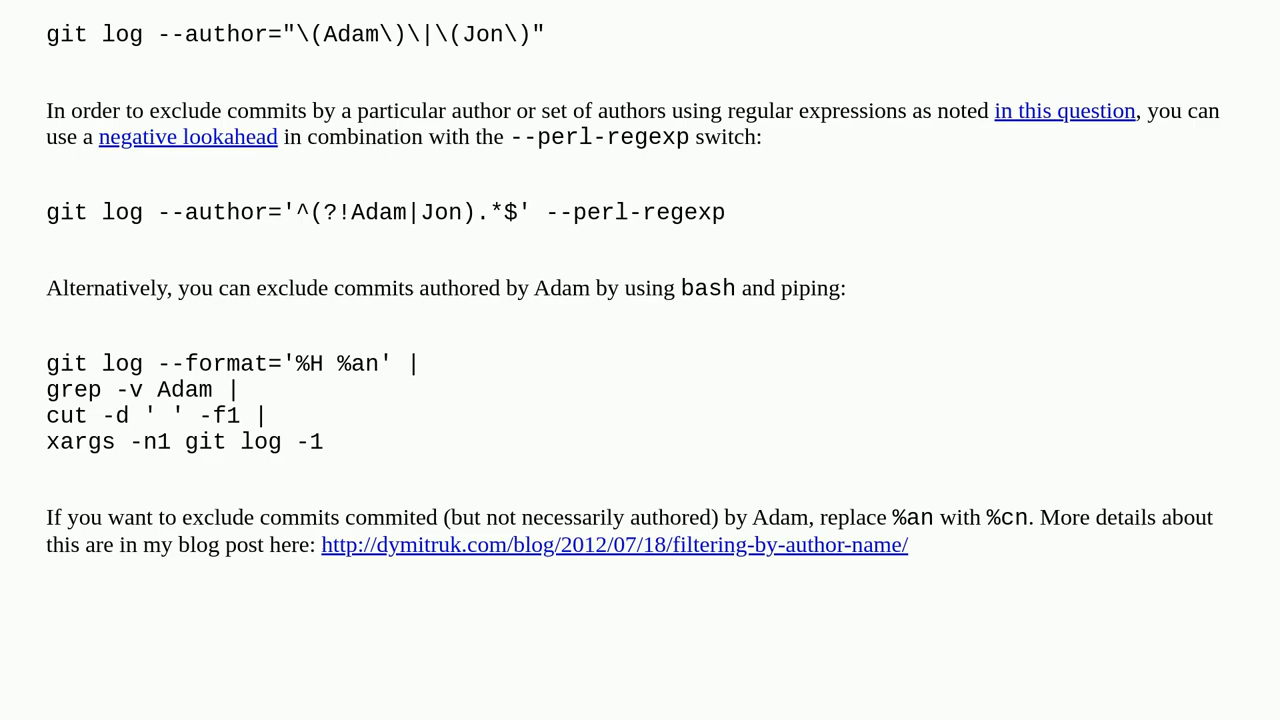 git log --author="\(Adam\)\|\(Jon\)"
In order to exclude commits by a particular author or set of authors using regular expressions as noted in this question, you can
use a negative lookahead in combination with the --perl-regexp switch:
git log --author='^(?!Adam|Jon).*$' --perl-regexp
Alternatively, you can exclude commits authored by Adam by using bash and piping:
git log --format='%H %an' |
grep -v Adam |
cut -d ' ' -f1 |
xargs -n1 git log -1
If you want to exclude commits commited (but not necessarily authored) by Adam, replace %an with %cn. More details about
this are in my blog post here: http://dymitruk.com/blog/2012/07/18/filtering-by-author-name/